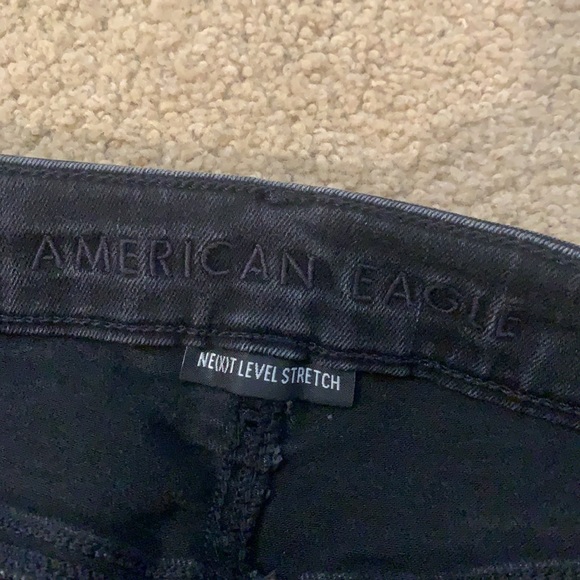 AMERICAN EAGLE
NE(X)T LEVEL STRETCH